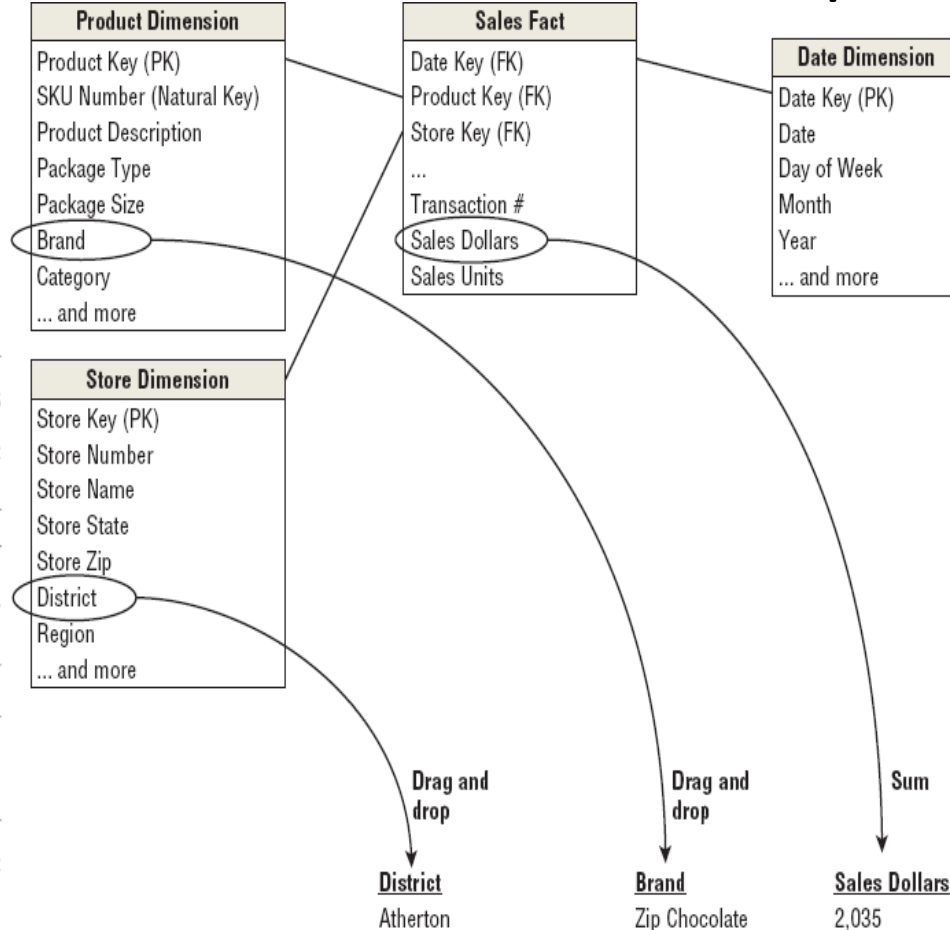 Product Dimension
Product Key (PK)
SKU Number (Natural Key)
Product Description
Package Type
Package Size
Brand
Category
... and more
Sales Fact
Date Key (FK)
Product Key (FK)
Store Key (FK)
...
Transaction #
Sales Dollars
Sales Units
Date Dimension
Date Key (PK)
Date
Day of Week
Month
Year
... and more
Store Dimension
Store Key (PK)
Store Number
Store Name
Store State
Store Zip
District
Region
... and more
Drag and
drop
Drag and
drop
Sum
District
Brand
Sales Dollars
Atherton
Zip Chocolate
2,035